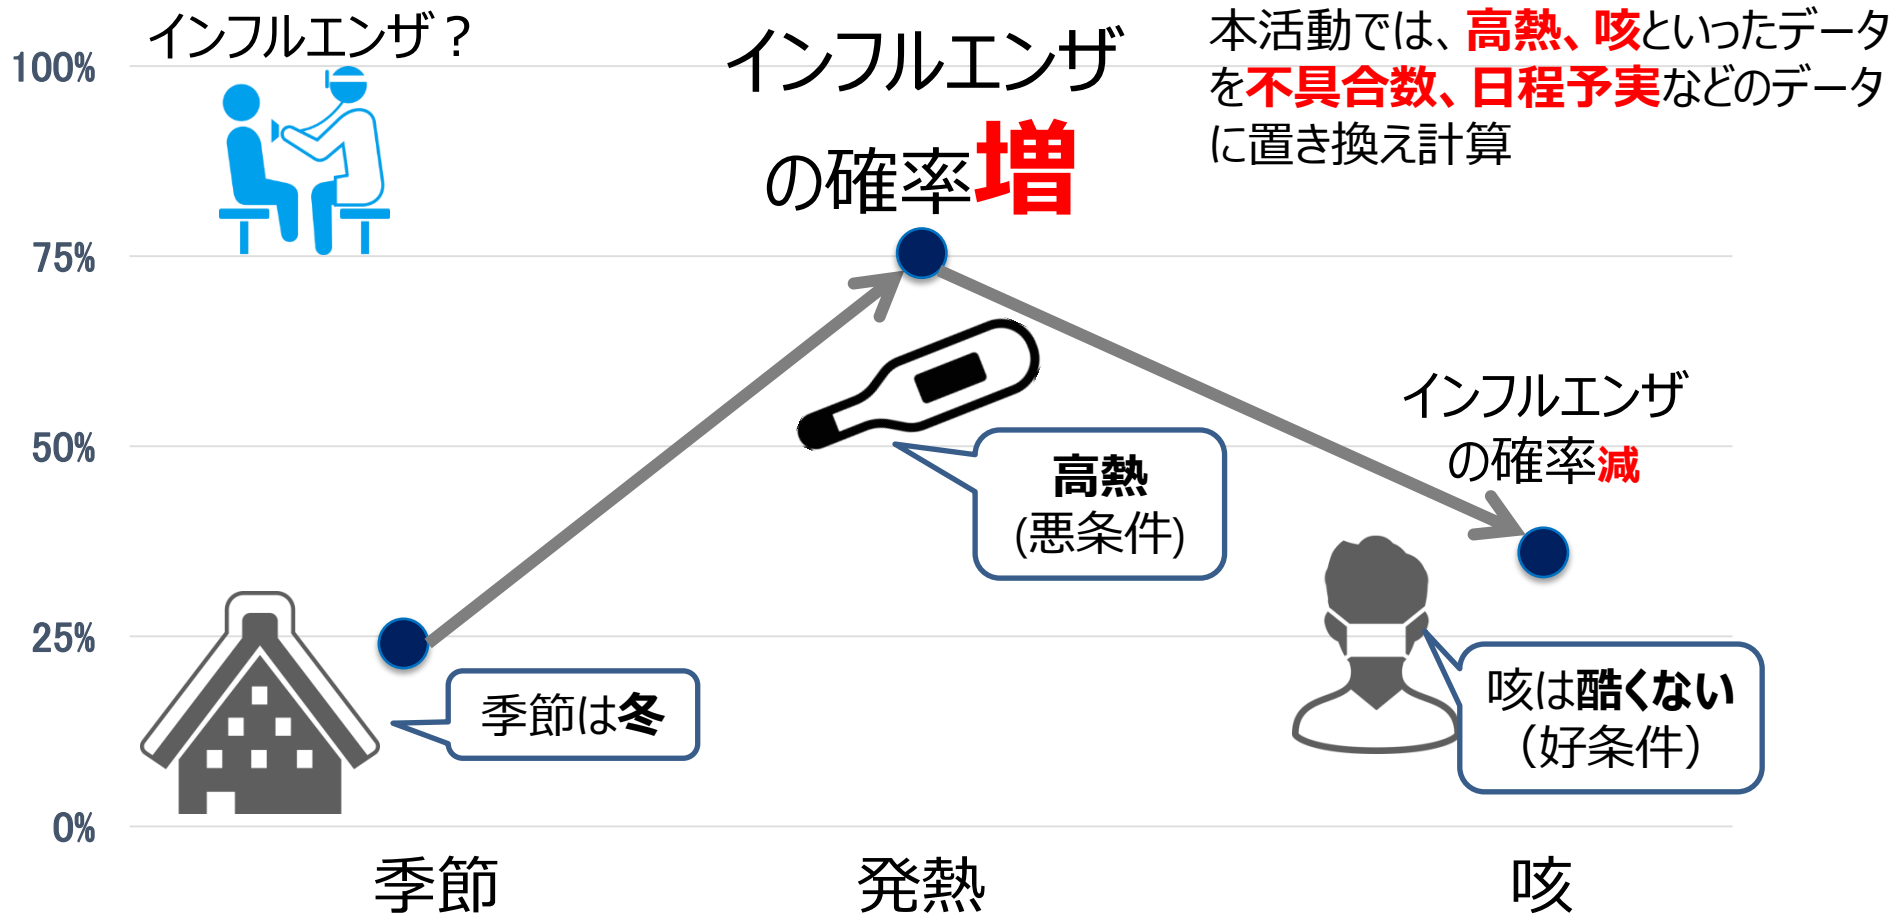 インフルエンザ？
インフルエンザ
の確率増
本活動では、高熱、咳といったデータ
を不具合数、日程予実などのデータ
に置き換え計算
100%
75%
50%
25%
0%
高熱
(悪条件)
インフルエンザ
の確率減
季節は冬
咳は酷くない
（好条件）
季節
発熱
咳